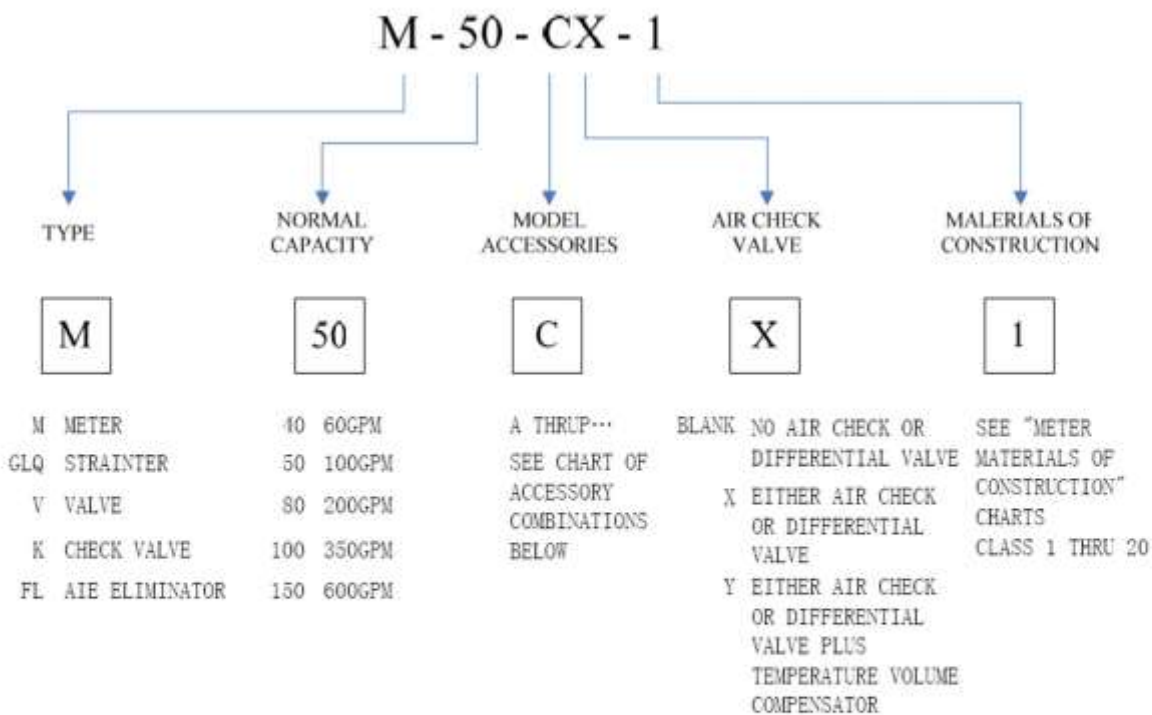 M - 50 - CX - 1
TYPE
NORMAL
CAPACITY
MODEL
ACCESSORIES
AIR CHECK
VALVE
MALERIALS OF
CONSTRUCTION
M
50
C
X
1
M METER
GLQ STRAINTER
V VALVE
K CHECK VALVE
FL AIE ELIMINATOR
40 60GPM
50 100GPM
80 200GPM
100 350GPM
150 600GPM
A THRUP···
SEE CHART OF
ACCESSORY
COMBINATIONS
BELOW
BLANK NO AIR CHECK OR
DIFFERENTIAL VALVE
X EITHER AIR CHECK
OR DIFFERENTIAL
VALVE
Y EITHER AIR CHECK
OR DIFFERENTIAL
VALVE PLUS
TEMPERATURE VOLUME
COMPENSATOR
SEE "METER
MATERIALS OF
CONSTRUCTION"
CHARTS
CLASS 1 THRU 20